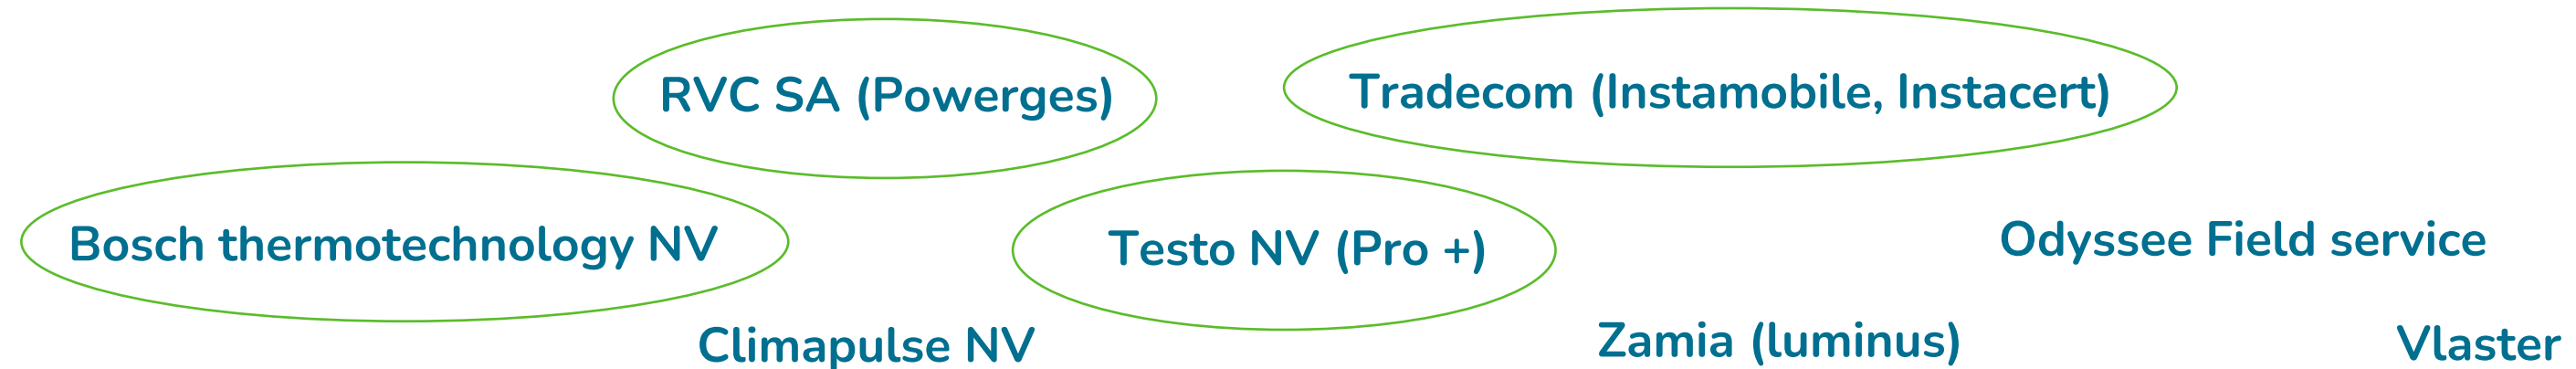 RVC SA (Powerges)
Tradecom (Instamobile, Instacert)
Bosch thermotechnology NV
Testo NV (Pro +)
Odyssee Field service
Climapulse NV
Zamia (luminus)
Vlaster